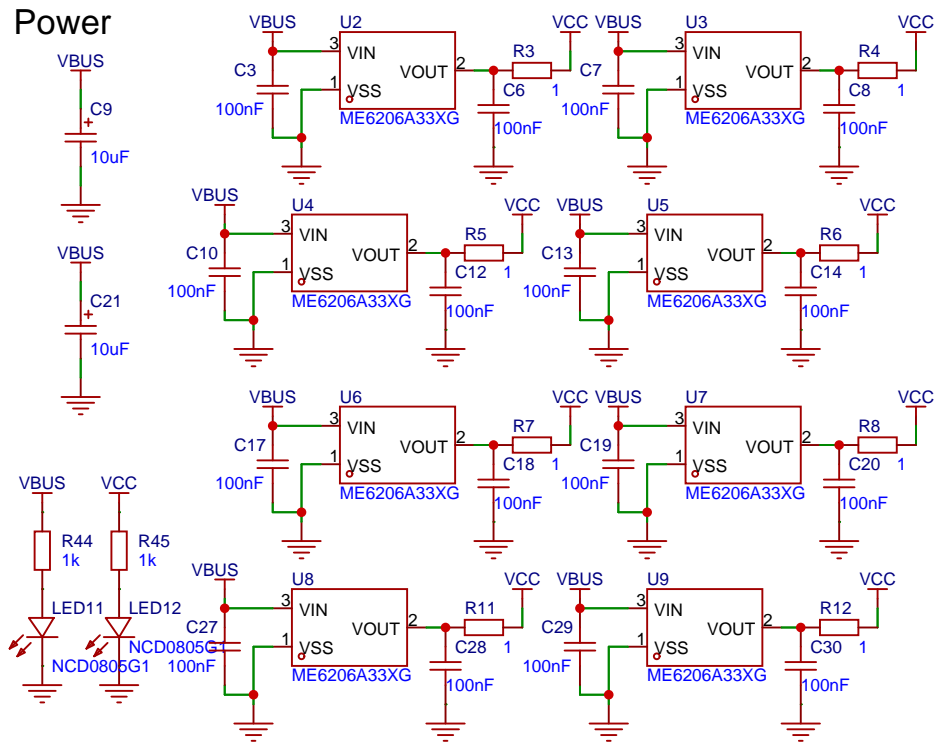 Power
VBUS
C9
+
10uF
VBUS
C21
+
10uF
VBUS
R44
1k
LED11
NCD0805G1
VCC
R45
1k
LED12
NCD0805G1
VBUS
C3
100nF
U2
3
VIN
1
VSS
VOUT
2
ME6206A33XG
R3
1
C6
100nF
VCC
VBUS
C7
100nF
U3
3
VIN
1
VSS
VOUT
2
ME6206A33XG
R4
1
C8
100nF
VCC
VBUS
C10
100nF
U4
3
VIN
1
VSS
VOUT
2
ME6206A33XG
R5
1
C12
100nF
VCC
VBUS
C13
100nF
U5
3
VIN
1
VSS
VOUT
2
ME6206A33XG
R6
1
C14
100nF
VCC
VBUS
C17
100nF
U6
3
VIN
1
VSS
VOUT
2
ME6206A33XG
R7
1
C18
100nF
VCC
VBUS
C19
100nF
U7
3
VIN
1
VSS
VOUT
2
ME6206A33XG
R8
1
C20
100nF
VCC
VBUS
C27
100nF
U8
3
VIN
1
VSS
VOUT
2
ME6206A33XG
R11
1
C28
100nF
VCC
VBUS
C29
100nF
U9
3
VIN
1
VSS
VOUT
2
ME6206A33XG
R12
1
C30
100nF
VCC